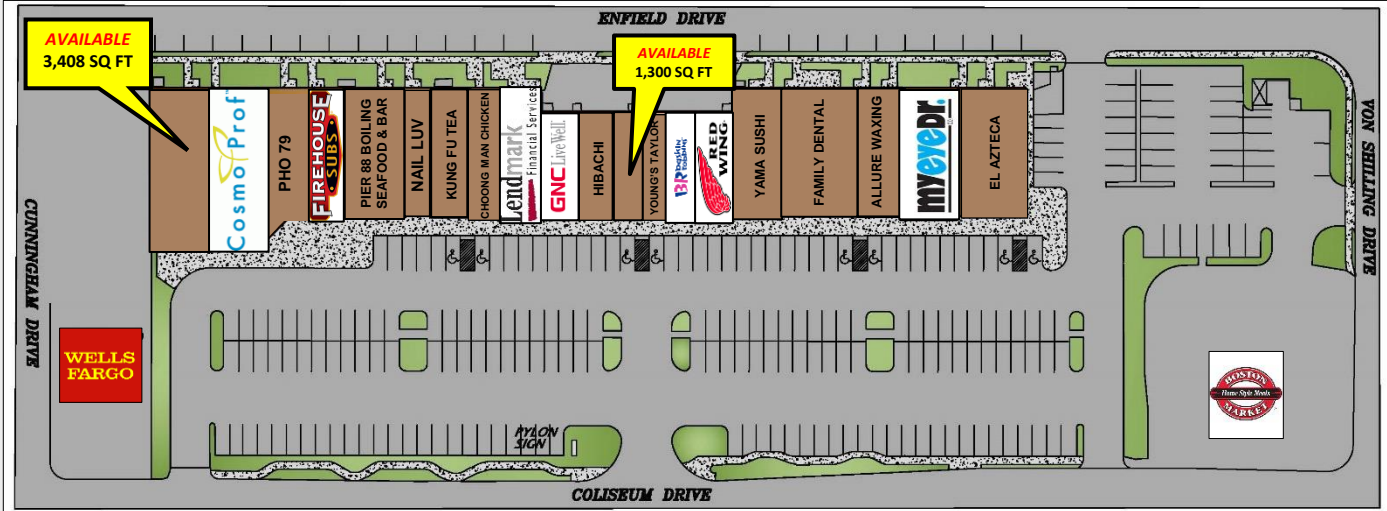 ENFIELD DRIVE
AVAILABLE
3,408 SQ FT
AVAILABLE
1,300 SQ FT
CosmoProf
PHO 79
FIREHOUSE
SUBS
PIER 88 BOILING
SEAFOOD & BAR
NAIL LUV
KUNG FU TEA
CHOONG MAN CHICKEN
Lendmark
Financial Services
GNC LiveWell.
HIBACHI
YOUNG'S TAYLOR
BR baskin
robbins
RED
WING
YAMA SUSHI
FAMILY DENTAL
ALLURE WAXING
myeyeDr.
EL AZTECA
CUNNINGHAM DRIVE
VON SHILLING DRIVE
WELLS
FARGO
BOSTON
Home Style Meals
MARKET
PYLON
SIGN
COLISEUM DRIVE